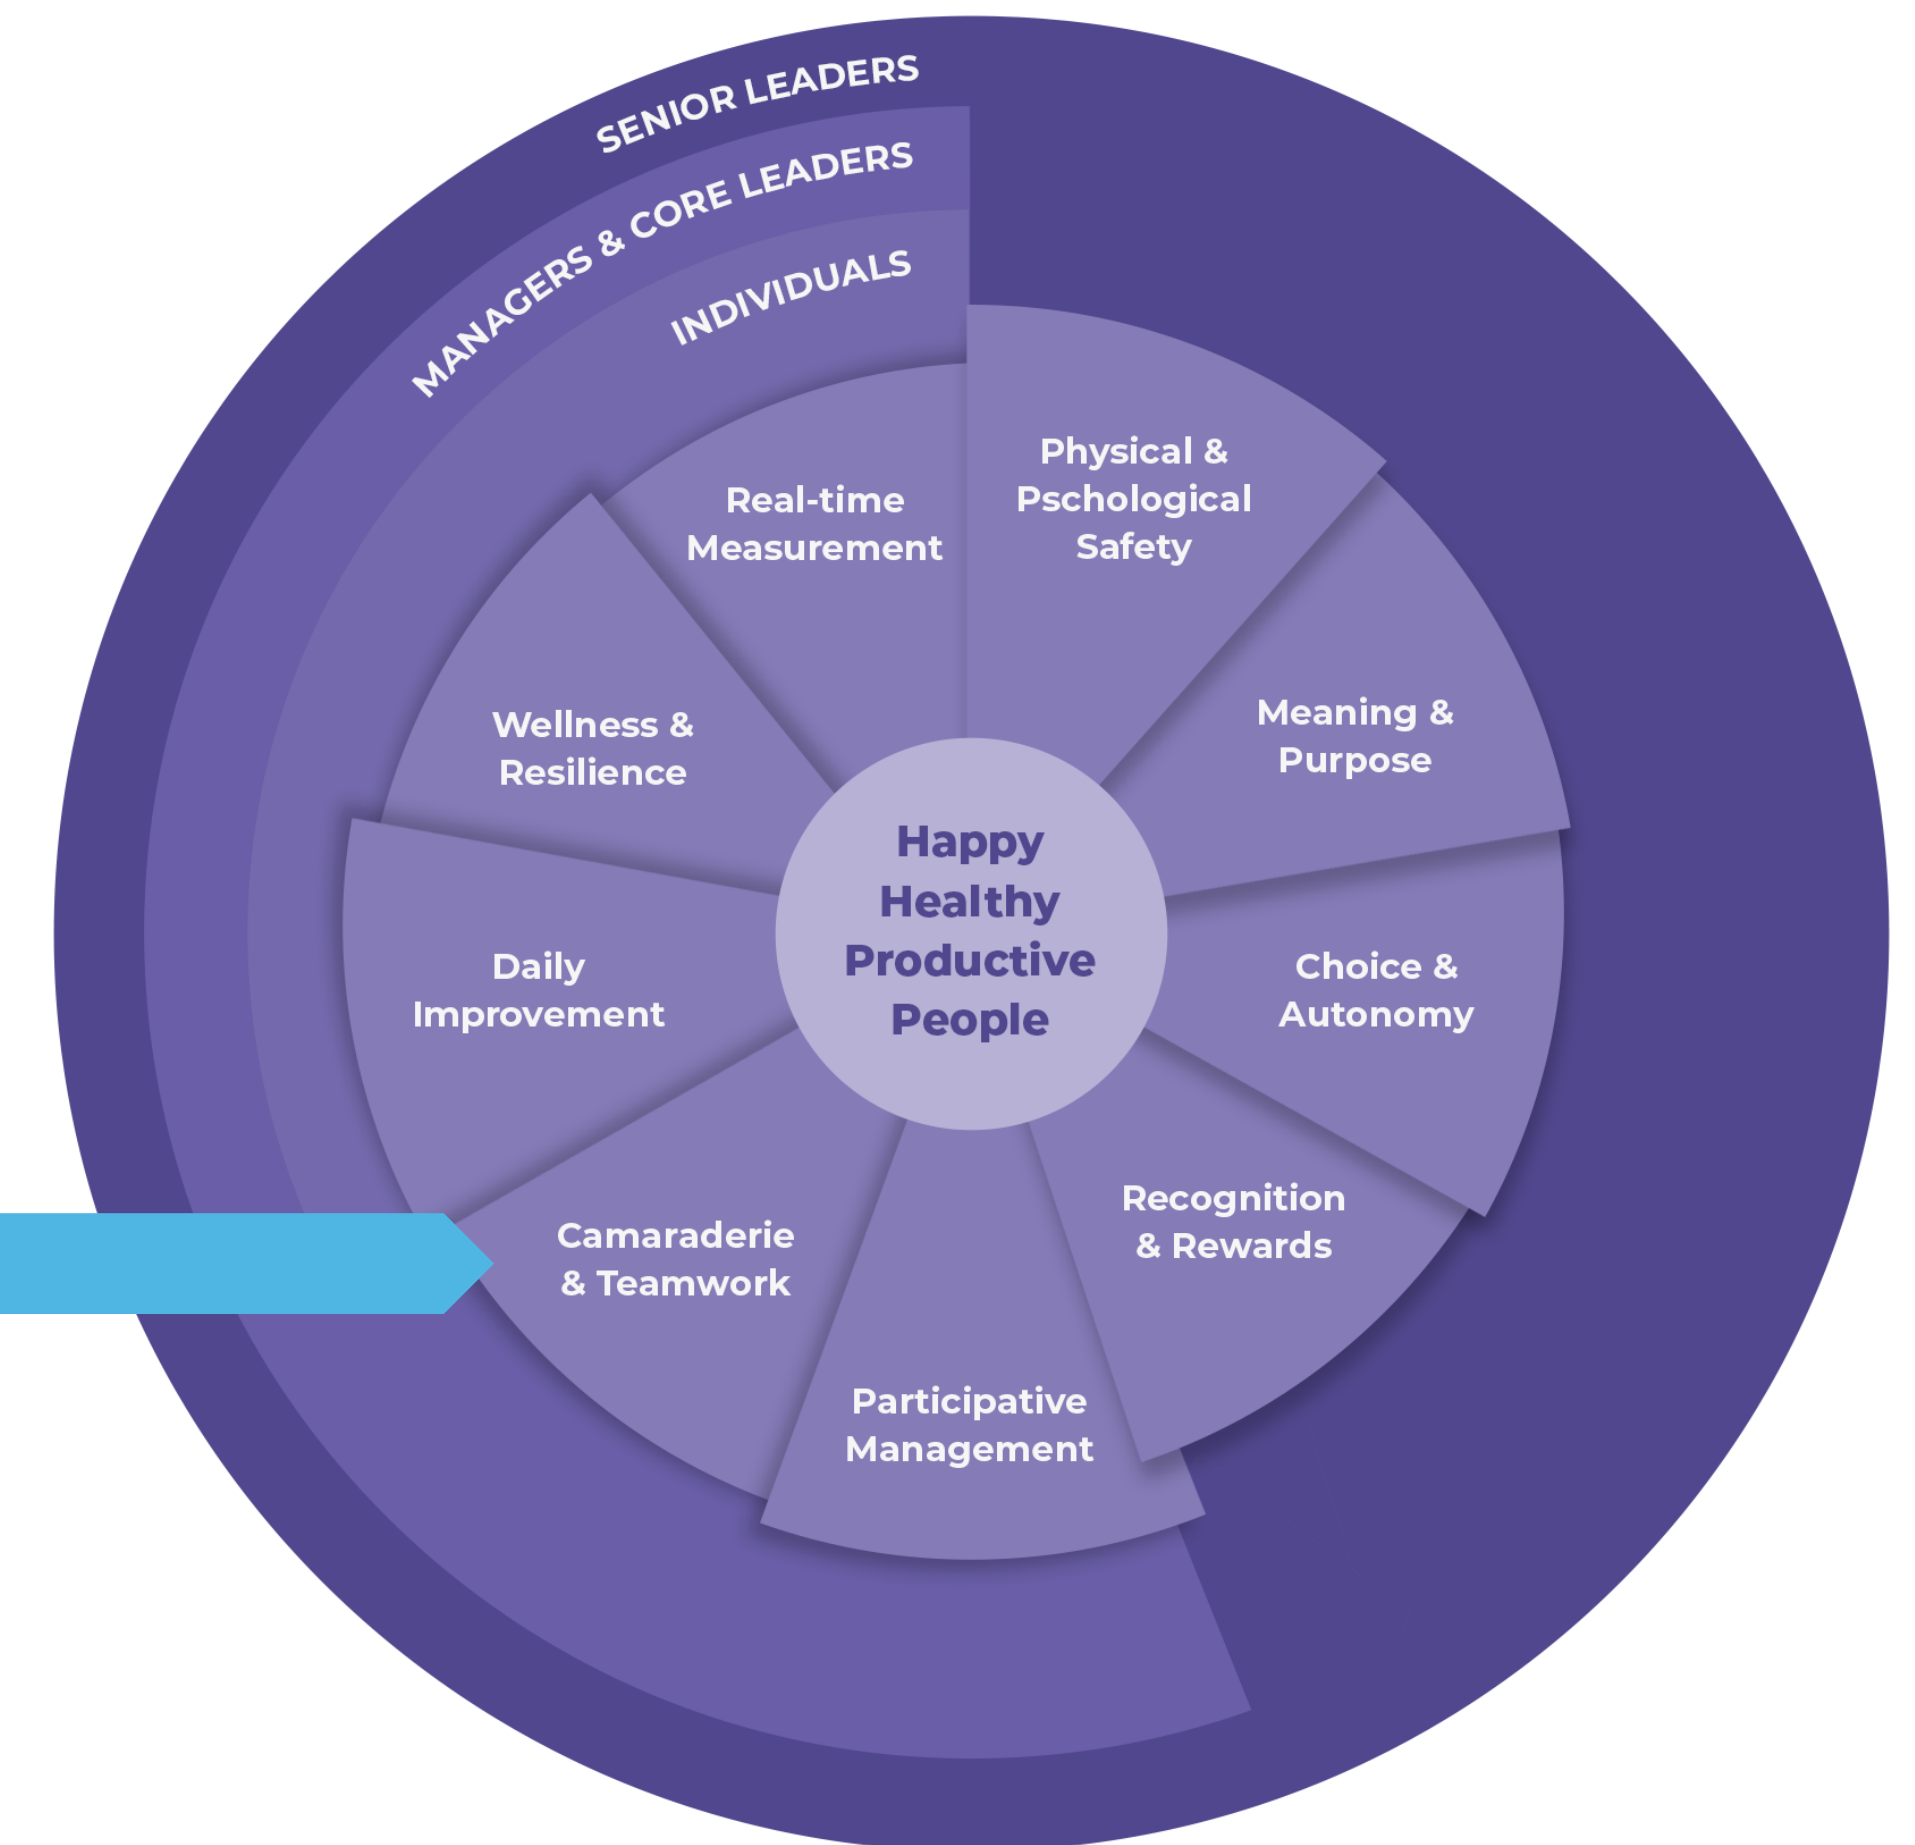 SENIOR LEADERS
MANAGERS & CORE LEADERS
INDIVIDUALS
Real-time
Measurement
Physical &
Pschological
Safety
Meaning &
Purpose
Choice &
Autonomy
Recognition
& Rewards
Participative
Management
Camaraderie
& Teamwork
Daily
Improvement
Wellness &
Resilience
Happy
Healthy
Productive
People